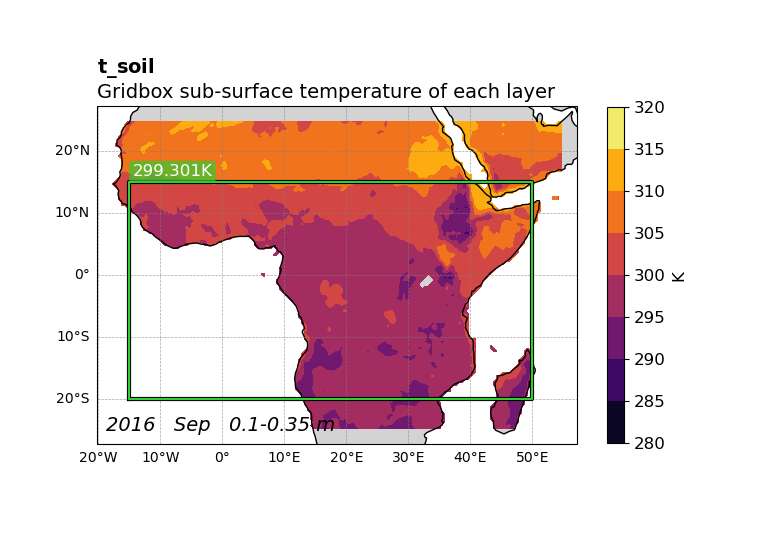 t_soil
Gridbox sub-surface temperature of each layer
320
315
310
305
300
295
290
285
280
K
20°N
10°N
0°
10°S
20°S
299.301K
2016 Sep 0.1-0.35 m
20°W 10°W 0° 10°E 20°E 30°E 40°E 50°E